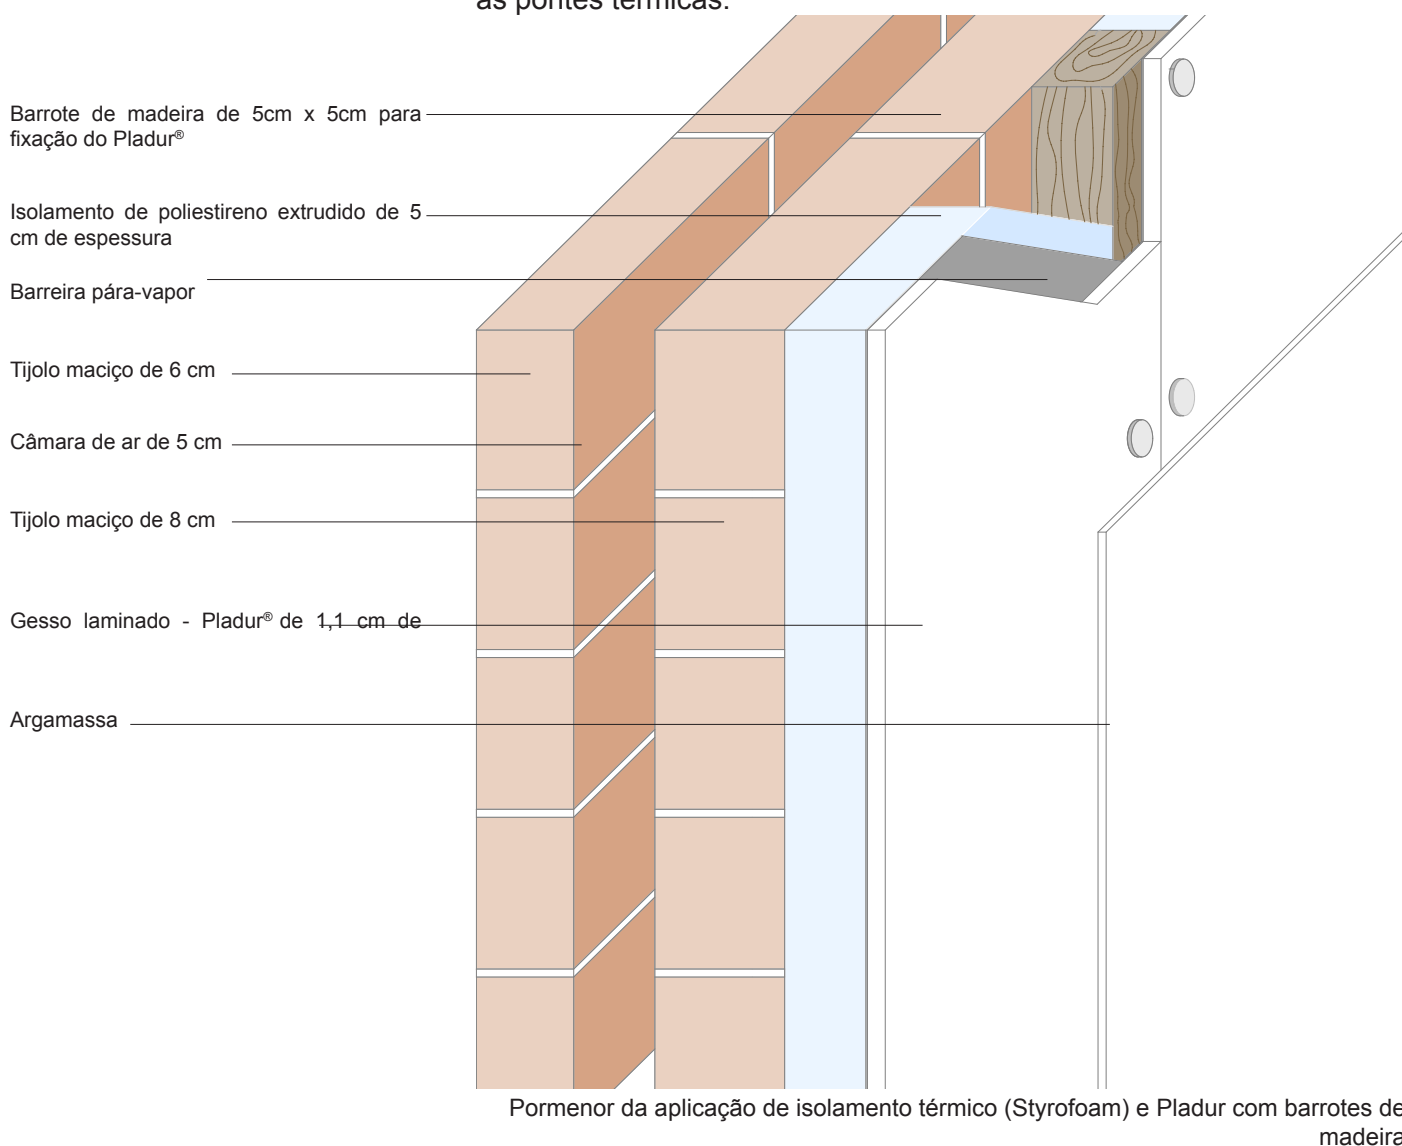 as pontes térmicas.
Barrote de madeira de 5cm x 5cm para
fixação do Pladur®
Isolamento de poliestireno extrudido de 5
cm de espessura
Barreira pára-vapor
Tijolo maciço de 6 cm
Câmara de ar de 5 cm
Tijolo maciço de 8 cm
Gesso laminado - Pladur® de 1,1 cm de
Argamassa
Pormenor da aplicação de isolamento térmico (Styrofoam) e Pladur com barrotes de
madeira